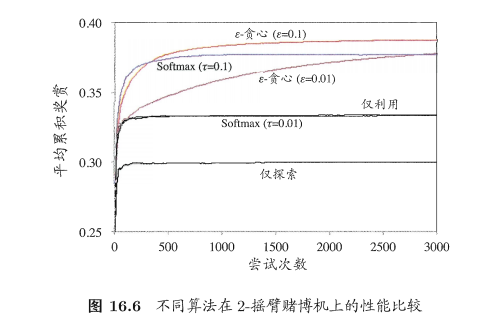 0.40
ε-贪心 (ε=0.1)
Softmax (τ=0.1)
ε-贪心 (ε=0.01)
0.35
仅利用
Softmax (τ=0.01)
平均累积奖赏
0.30
仅探索
0.25
0 500 1000 1500 2000 2500 3000
尝试次数
图 16.6 不同算法在 2-摇臂赌博机上的性能比较